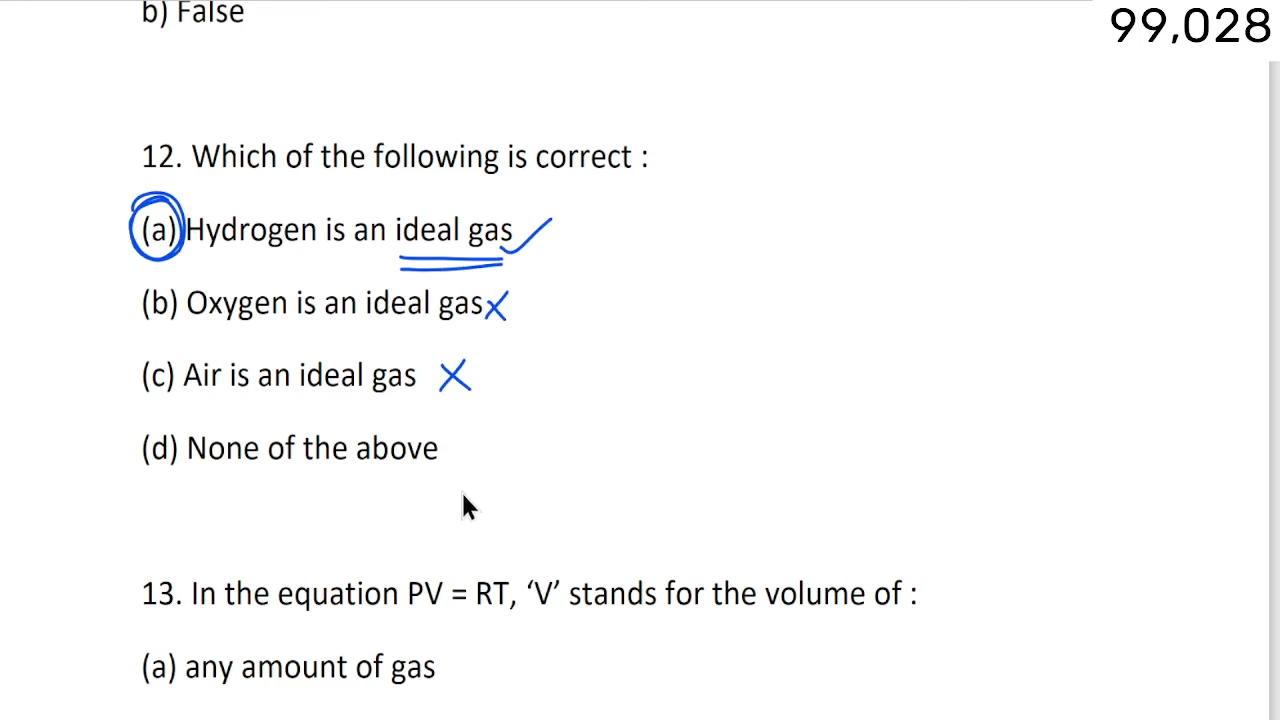 99,028
b) False
12. Which of the following is correct :
(a) Hydrogen is an ideal gas
(b) Oxygen is an ideal gas
(c) Air is an ideal gas
(d) None of the above
13. In the equation PV = RT, ‘V’ stands for the volume of :
(a) any amount of gas